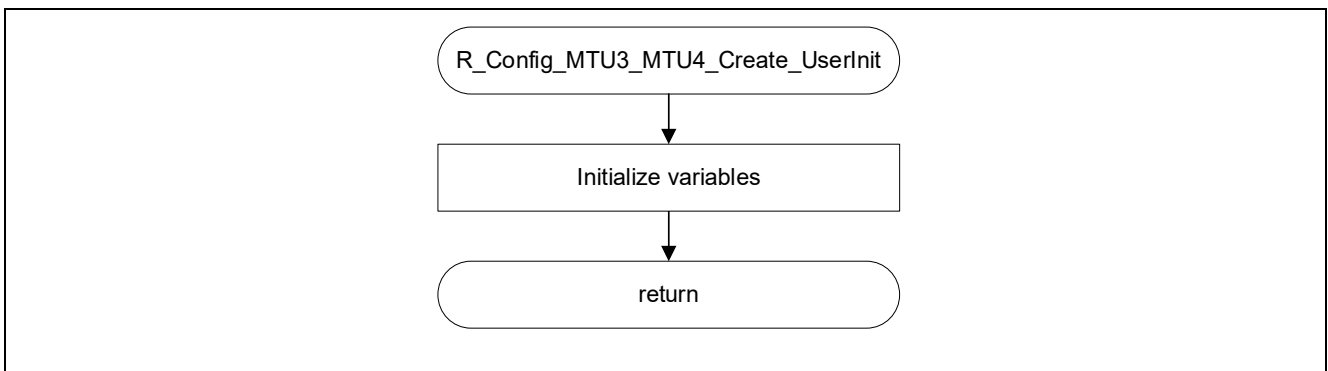 R_Config_MTU3_MTU4_Create_UserInit
Initialize variables
return